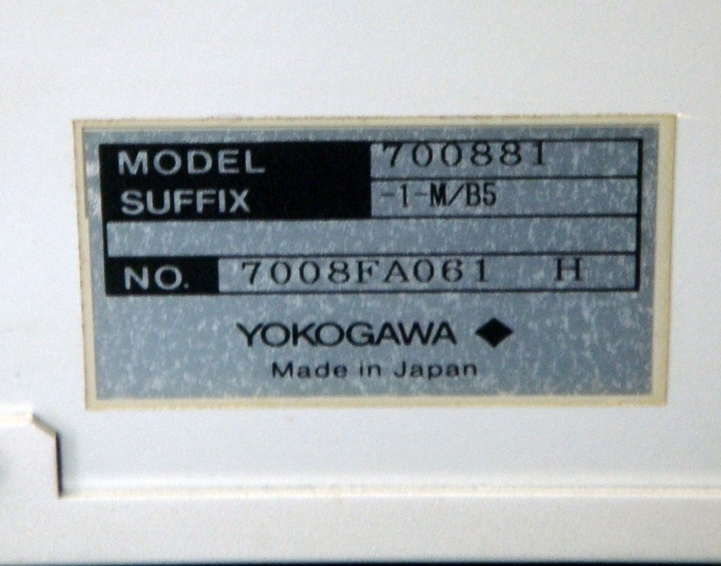 MODEL 700881
SUFFIX -1-M/B5
NO. 7008FA061 H
YOKOGAWA
Made in Japan